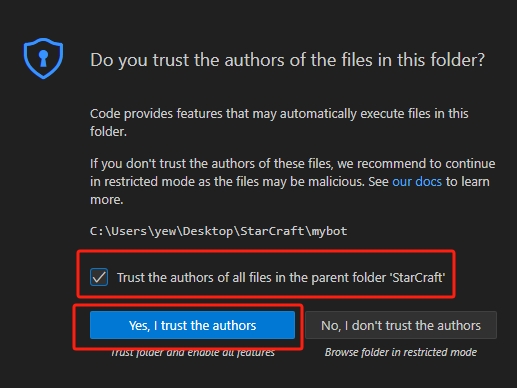 Do you trust the authors of the files in this folder?
Code provides features that may automatically execute files in this
folder.
If you don't trust the authors of these files, we recommend to continue
in restricted mode as the files may be malicious. See our docs to learn
more.
C:\Users\yew\Desktop\StarCraft\mybot
Trust the authors of all files in the parent folder 'StarCraft'
Yes, I trust the authors
No, I don't trust the authors
Trust folder and enable all features
Browse folder in restricted mode